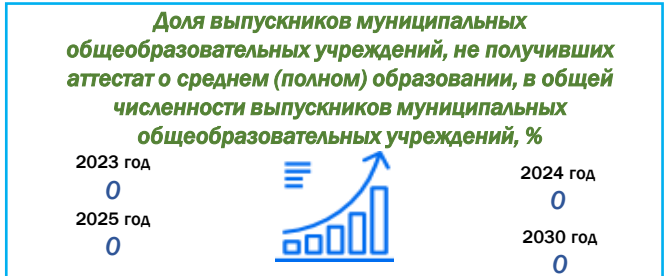 Доля выпускников муниципальных
общеобразовательных учреждений, не получивших
аттестат о среднем (полном) образовании, в общей
численности выпускников муниципальных
общеобразовательных учреждений, %
2023 год
0
2024 год
0
2025 год
0
2030 год
0